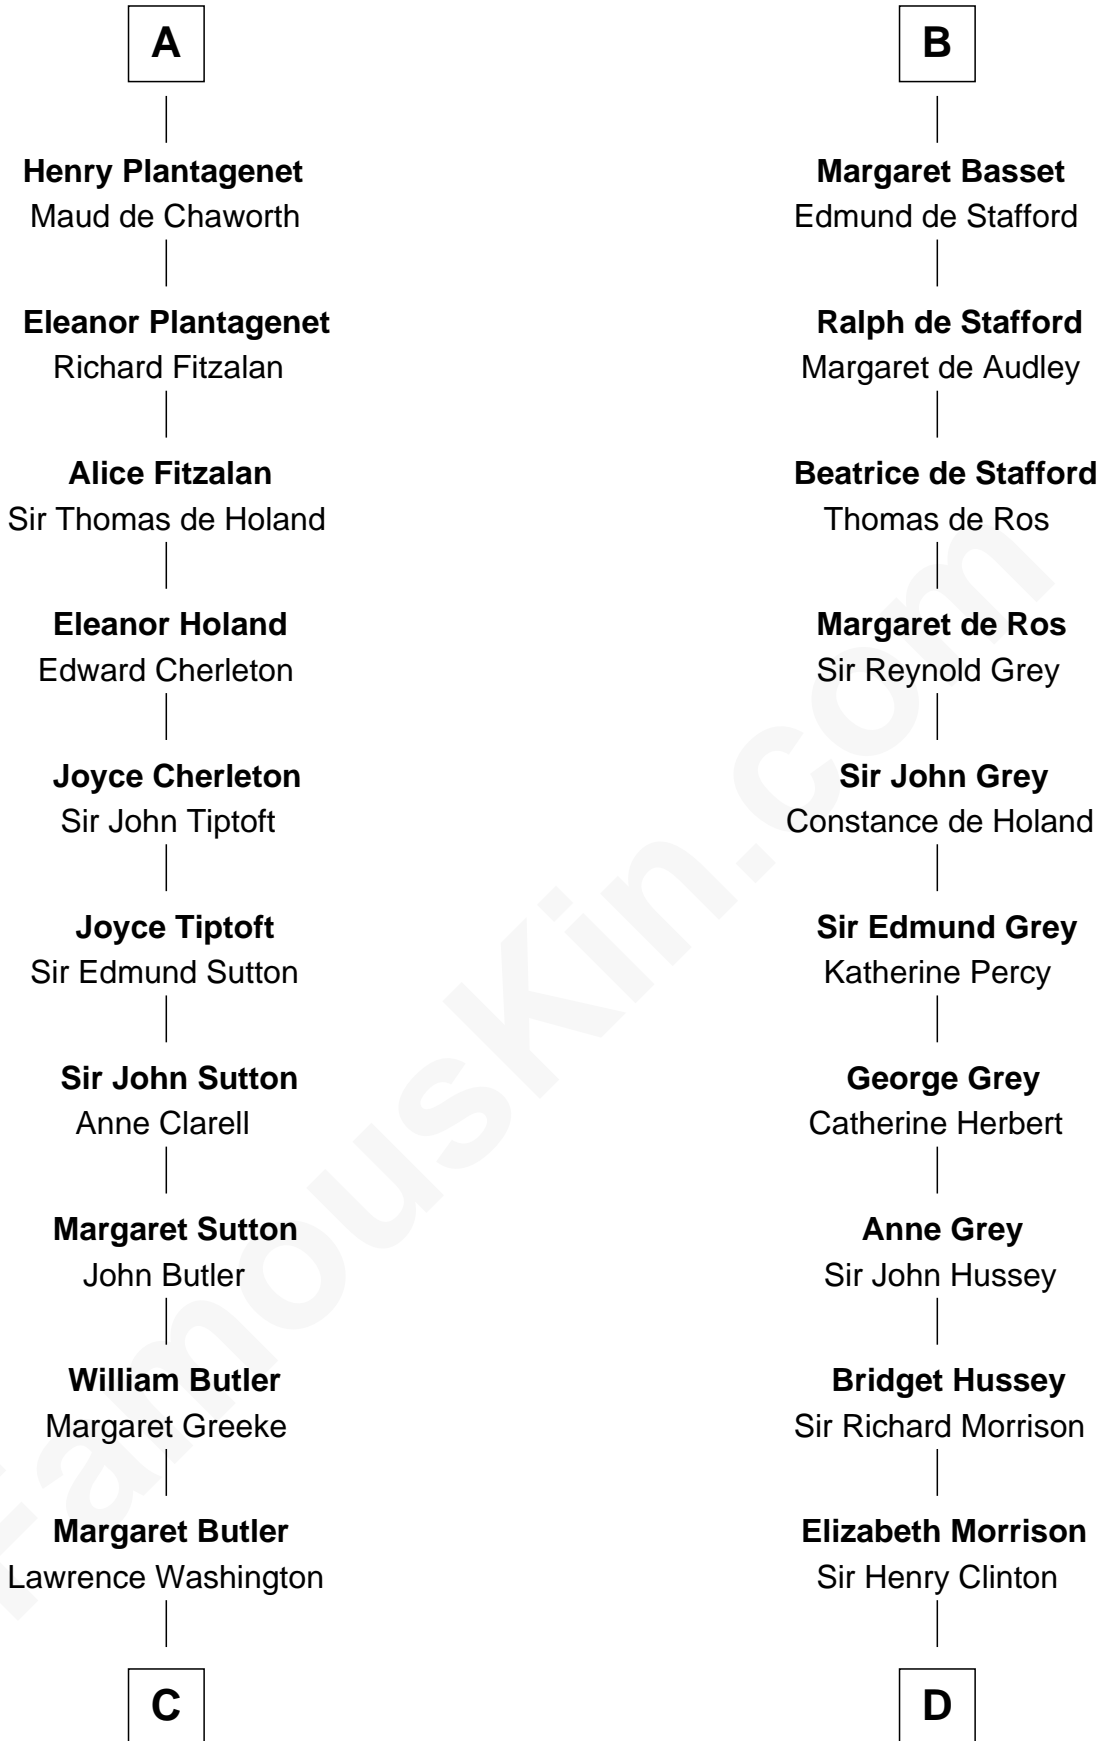 A
Henry Plantagenet
Maud de Chaworth
Eleanor Plantagenet
Richard Fitzalan
Alice Fitzalan
Sir Thomas de Holand
Eleanor Holand
Edward Cherleton
Joyce Cherleton
Sir John Tiptoft
Joyce Tiptoft
Sir Edmund Sutton
Sir John Sutton
Anne Clarell
Margaret Sutton
John Butler
William Butler
Margaret Greeke
Margaret Butler
Lawrence Washington
C
B
Margaret Basset
Edmund de Stafford
Ralph de Stafford
Margaret de Audley
Beatrice de Stafford
Thomas de Ros
Margaret de Ros
Sir Reynold Grey
Sir John Grey
Constance de Holand
Sir Edmund Grey
Katherine Percy
George Grey
Catherine Herbert
Anne Grey
Sir John Hussey
Bridget Hussey
Sir Richard Morrison
Elizabeth Morrison
Sir Henry Clinton
D
FamousKin.com